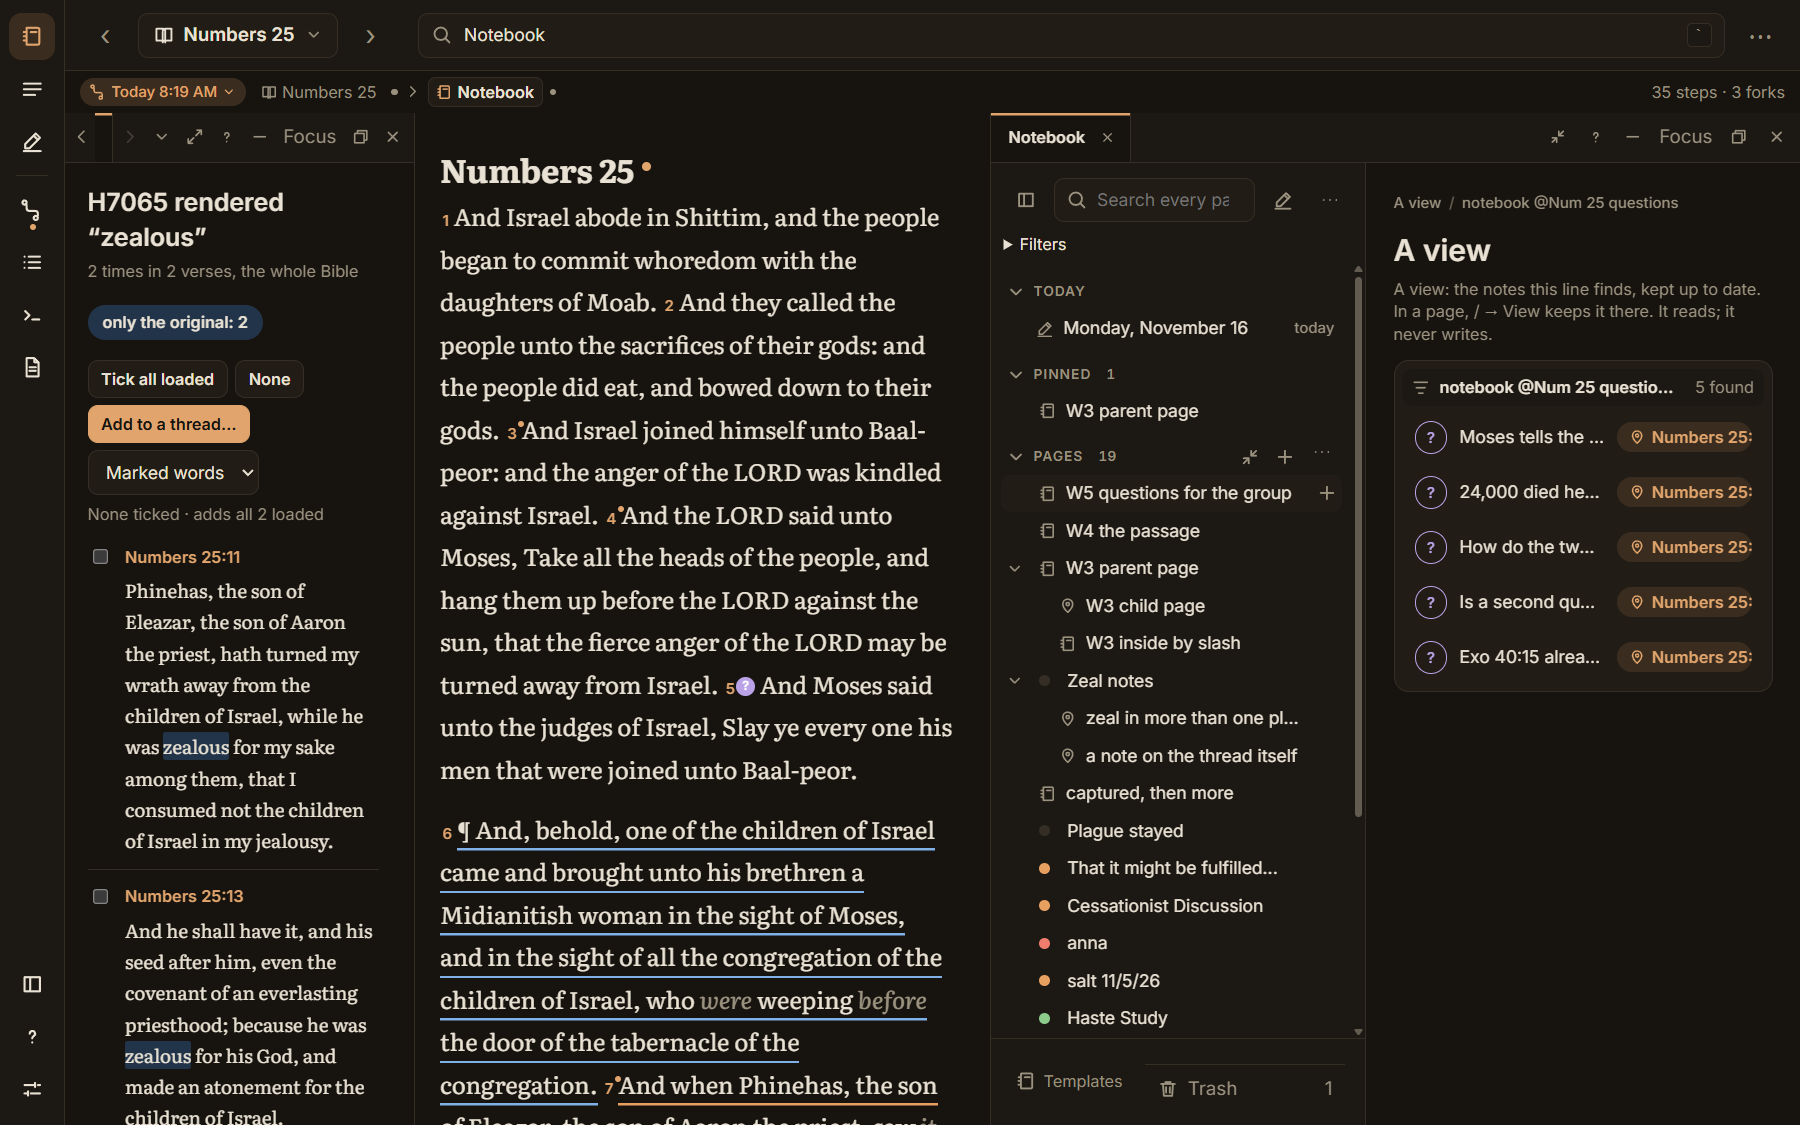 Numbers 25
Notebook
`
Today 8:19 AM
Numbers 25
Notebook
35 steps · 3 forks
? Focus
H7065 rendered
“zealous”
2 times in 2 verses, the whole Bible
only the original: 2
Tick all loaded
None
Add to a thread...
Marked words
None ticked · adds all 2 loaded
Numbers 25:11
Phinehas, the son of
Eleazar, the son of Aaron
the priest, hath turned my
wrath away from the
children of Israel, while he
was zealous for my sake
among them, that I
consumed not the children
of Israel in my jealousy.
Numbers 25:13
And he shall have it, and his
seed after him, even the
covenant of an everlasting
priesthood; because he was
zealous for his God, and
made an atonement for the
children of Israel.
Numbers 25
1 And Israel abode in Shittim, and the people
began to commit whoredom with the
daughters of Moab. 2 And they called the
people unto the sacrifices of their gods: and
the people did eat, and bowed down to their
gods. 3 And Israel joined himself unto Baal-
peor: and the anger of the LORD was kindled
against Israel. 4 And the LORD said unto
Moses, Take all the heads of the people, and
hang them up before the LORD against the
sun, that the fierce anger of the LORD may be
turned away from Israel. 5 ? And Moses said
unto the judges of Israel, Slay ye every one his
men that were joined unto Baal-peor.
6 ¶ And, behold, one of the children of Israel
came and brought unto his brethren a
Midianitish woman in the sight of Moses,
and in the sight of all the congregation of the
children of Israel, who were weeping before
the door of the tabernacle of the
congregation. 7 And when Phinehas, the son
of Eleazar, the son of Aaron the priest, saw it
Notebook
? Focus
Search every pa
Filters
TODAY
Monday, November 16 today
PINNED 1
W3 parent page
PAGES 19
W5 questions for the group
W4 the passage
W3 parent page
W3 child page
W3 inside by slash
Zeal notes
zeal in more than one pl...
a note on the thread itself
captured, then more
Plague stayed
That it might be fulfilled...
Cessationist Discussion
anna
salt 11/5/26
Haste Study
Templates
Trash 1
A view / notebook @Num 25 questions
A view
A view: the notes this line finds, kept up to date.
In a page, / → View keeps it there. It reads; it
never writes.
notebook @Num 25 questio... 5 found
? Moses tells the ... Numbers 25:
? 24,000 died he... Numbers 25:
? How do the tw... Numbers 25:
? Is a second qu... Numbers 25:
? Exo 40:15 alrea... Numbers 25:
?